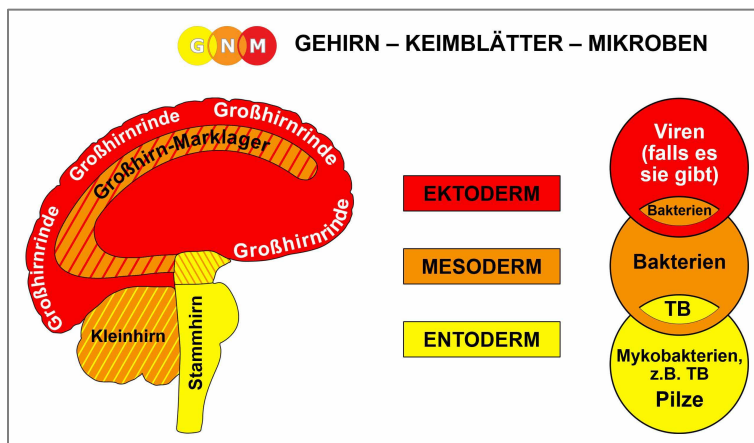 GNM
GEHIRN – KEIMBLÄTTER – MIKROBEN
Großhirnrinde
Großhirnrinde
Großhirnrinde
Großhirnrinde
Großhirn-Marklager
Großhirnrinde
Kleinhirn
Stammhirn
EKTODERM
MESODERM
ENTODERM
Viren
(falls es
sie gibt)
Bakterien
Bakterien
TB
Mykobakterien,
z.B. TB
Pilze